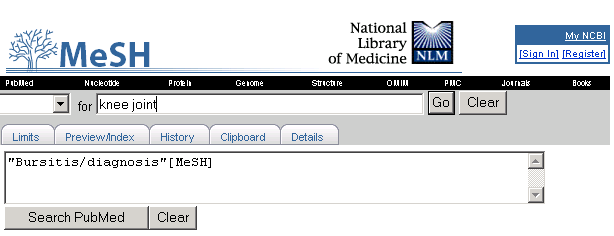 MeSH
National
Library
of Medicine
NLM
My NCBI
[Sign In] [Register]
PubMed Nucleotide Protein Genome Structure OMIM PMC Journals Books
for knee joint Go Clear
Limits Preview/Index History Clipboard Details
"Bursitis/diagnosis"[MeSH]
Search PubMed Clear